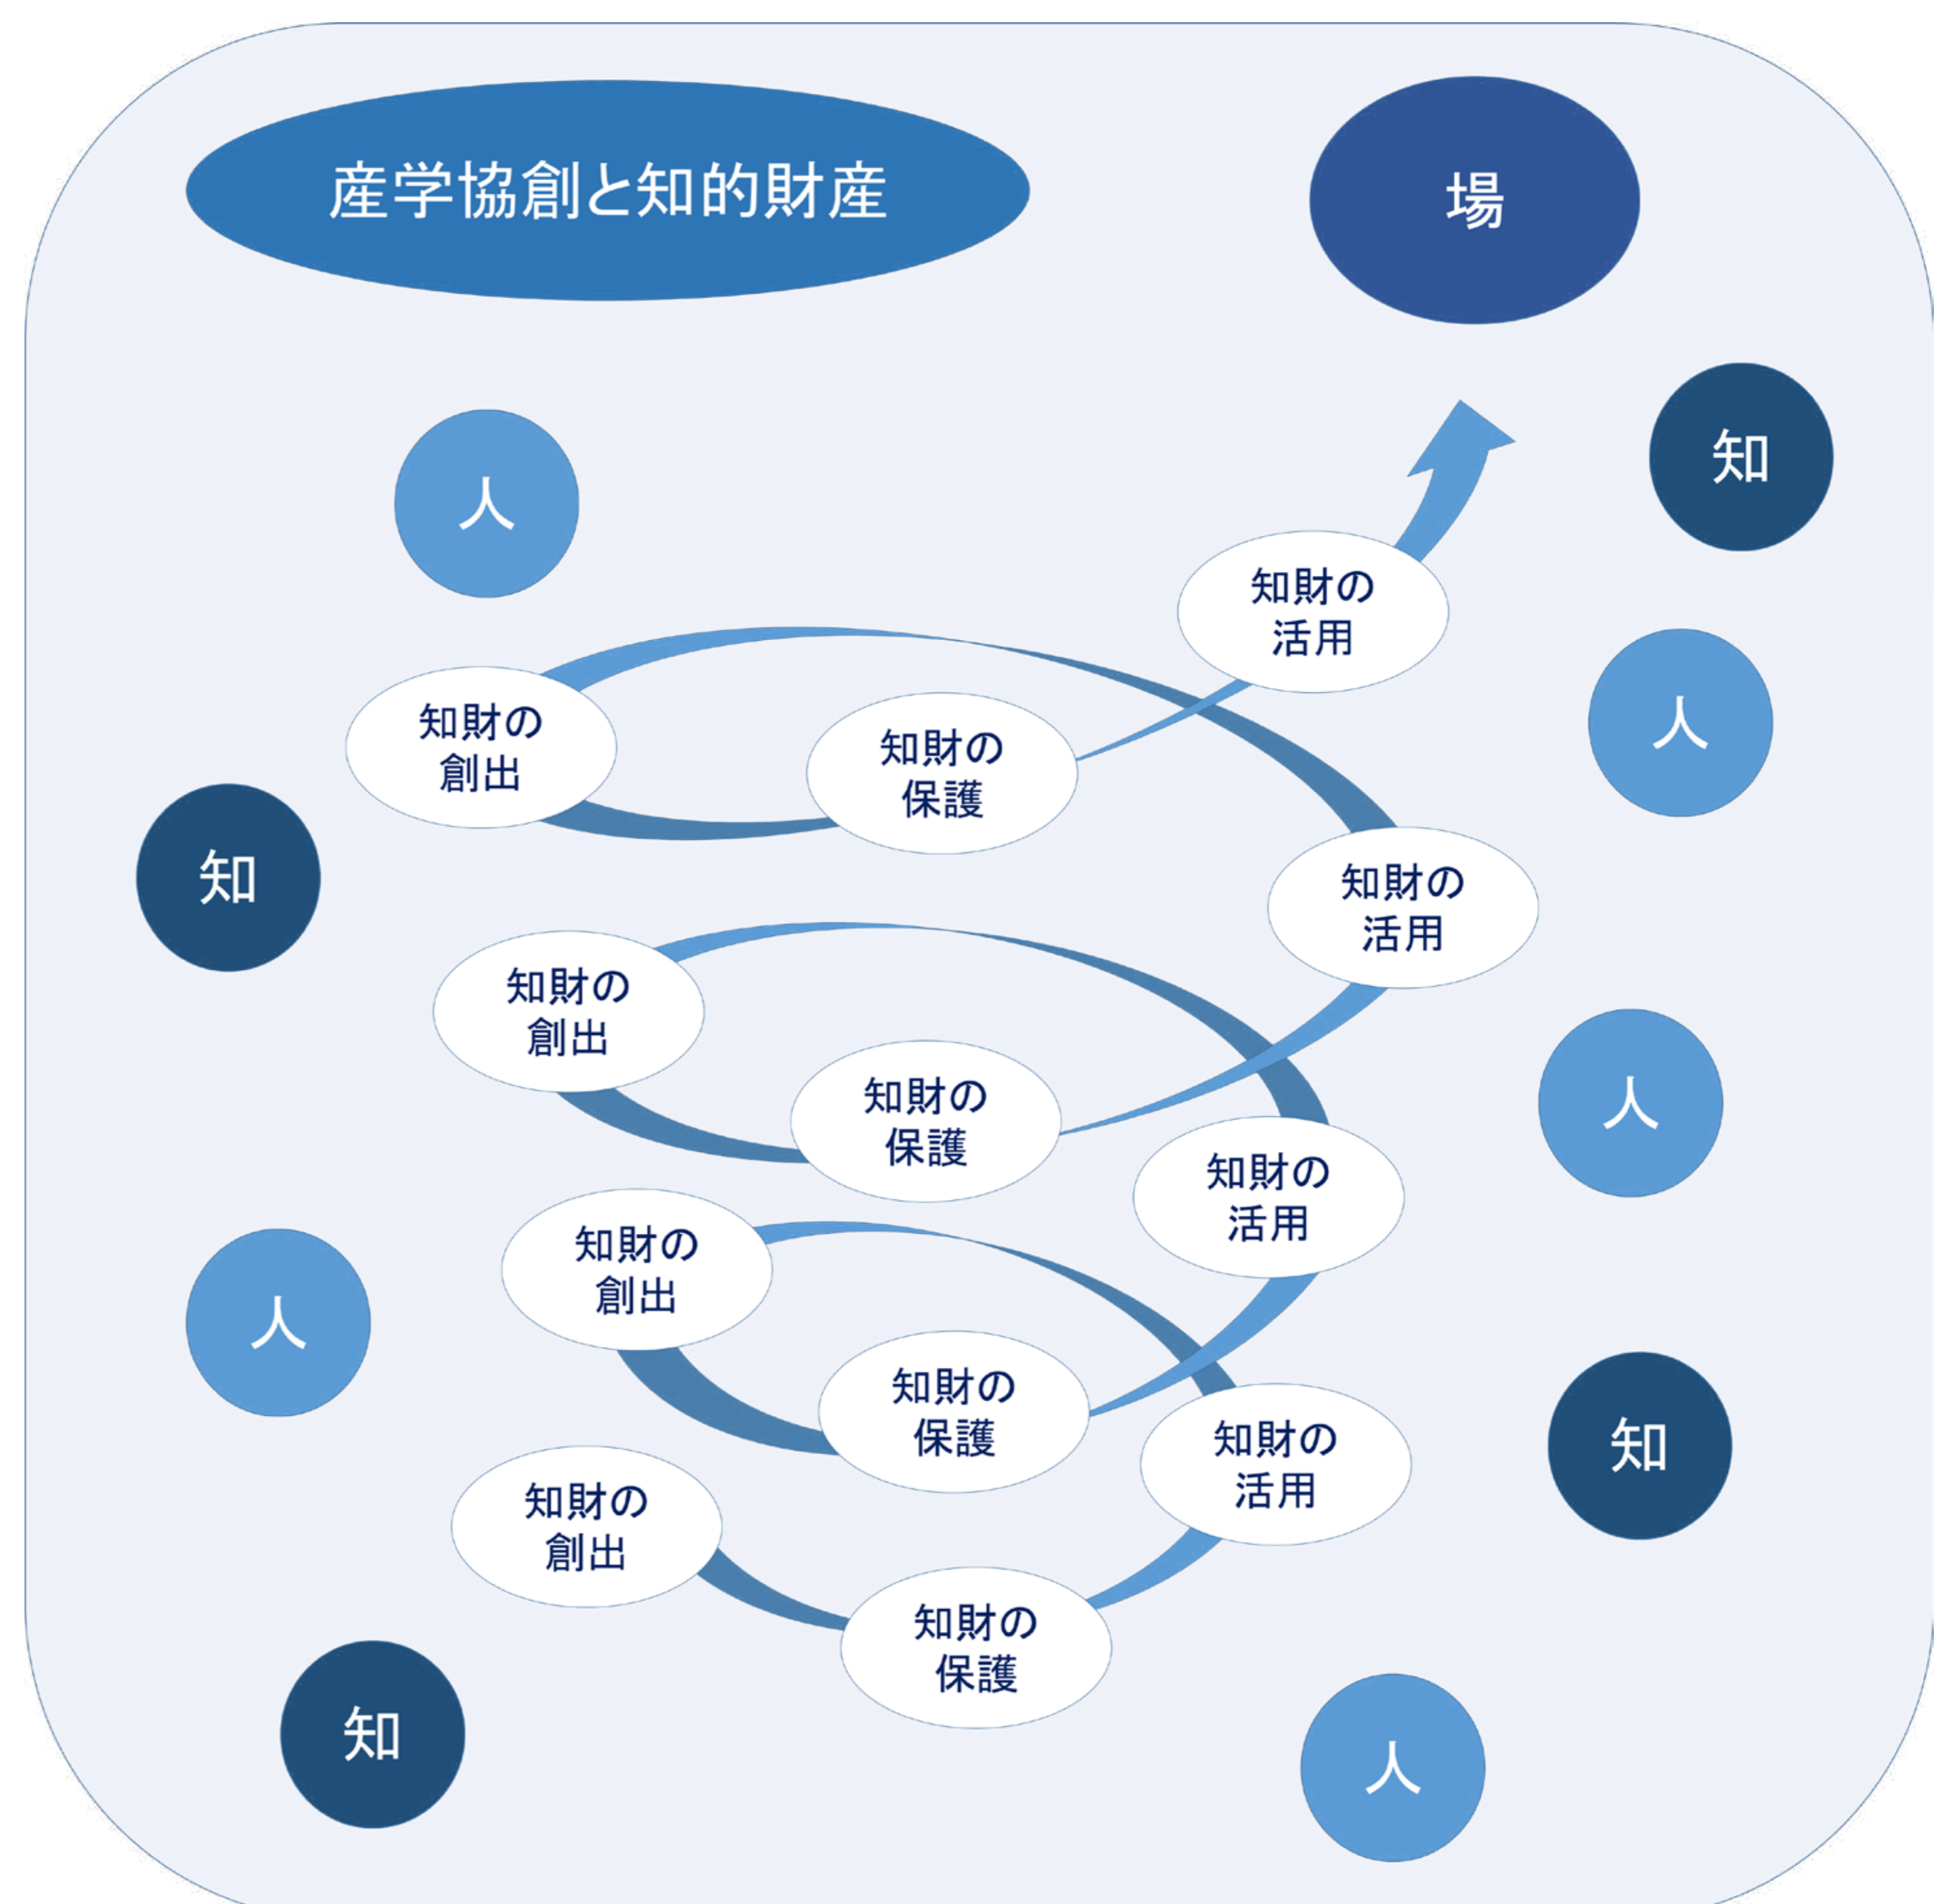 産学協創と知的財産
場
知
人
知財の
活用
人
知財の
創出
知財の
保護
知
知財の
活用
知財の
創出
人
知財の
保護
知財の
活用
知財の
創出
人
知財の
保護
知
知財の
活用
知財の
創出
知財の
保護
知
人